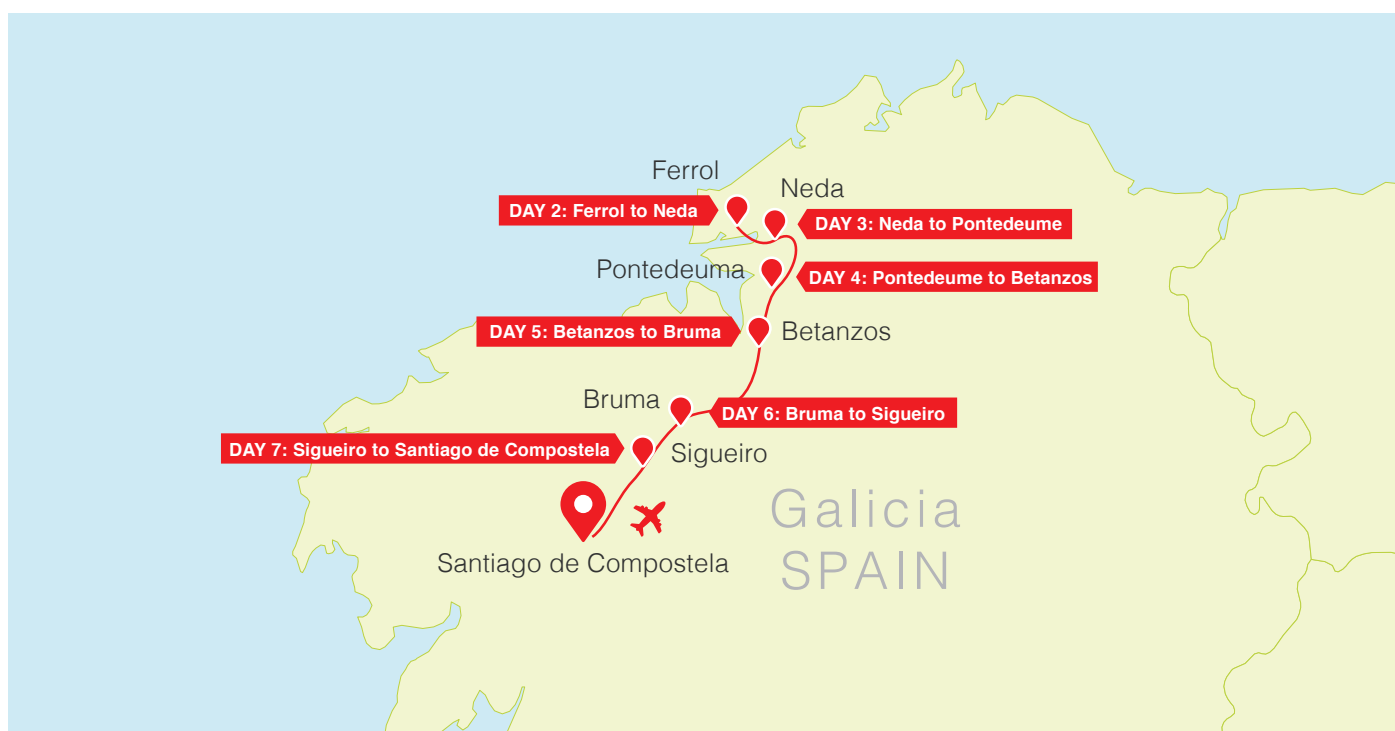 Ferrol
Neda
DAY 2: Ferrol to Neda
DAY 3: Neda to Pontedeume
Pontedeuma
DAY 4: Pontedeume to Betanzos
DAY 5: Betanzos to Bruma
Betanzos
Bruma
DAY 6: Bruma to Sigueiro
DAY 7: Sigueiro to Santiago de Compostela
Sigueiro
Galicia
SPAIN
Santiago de Compostela